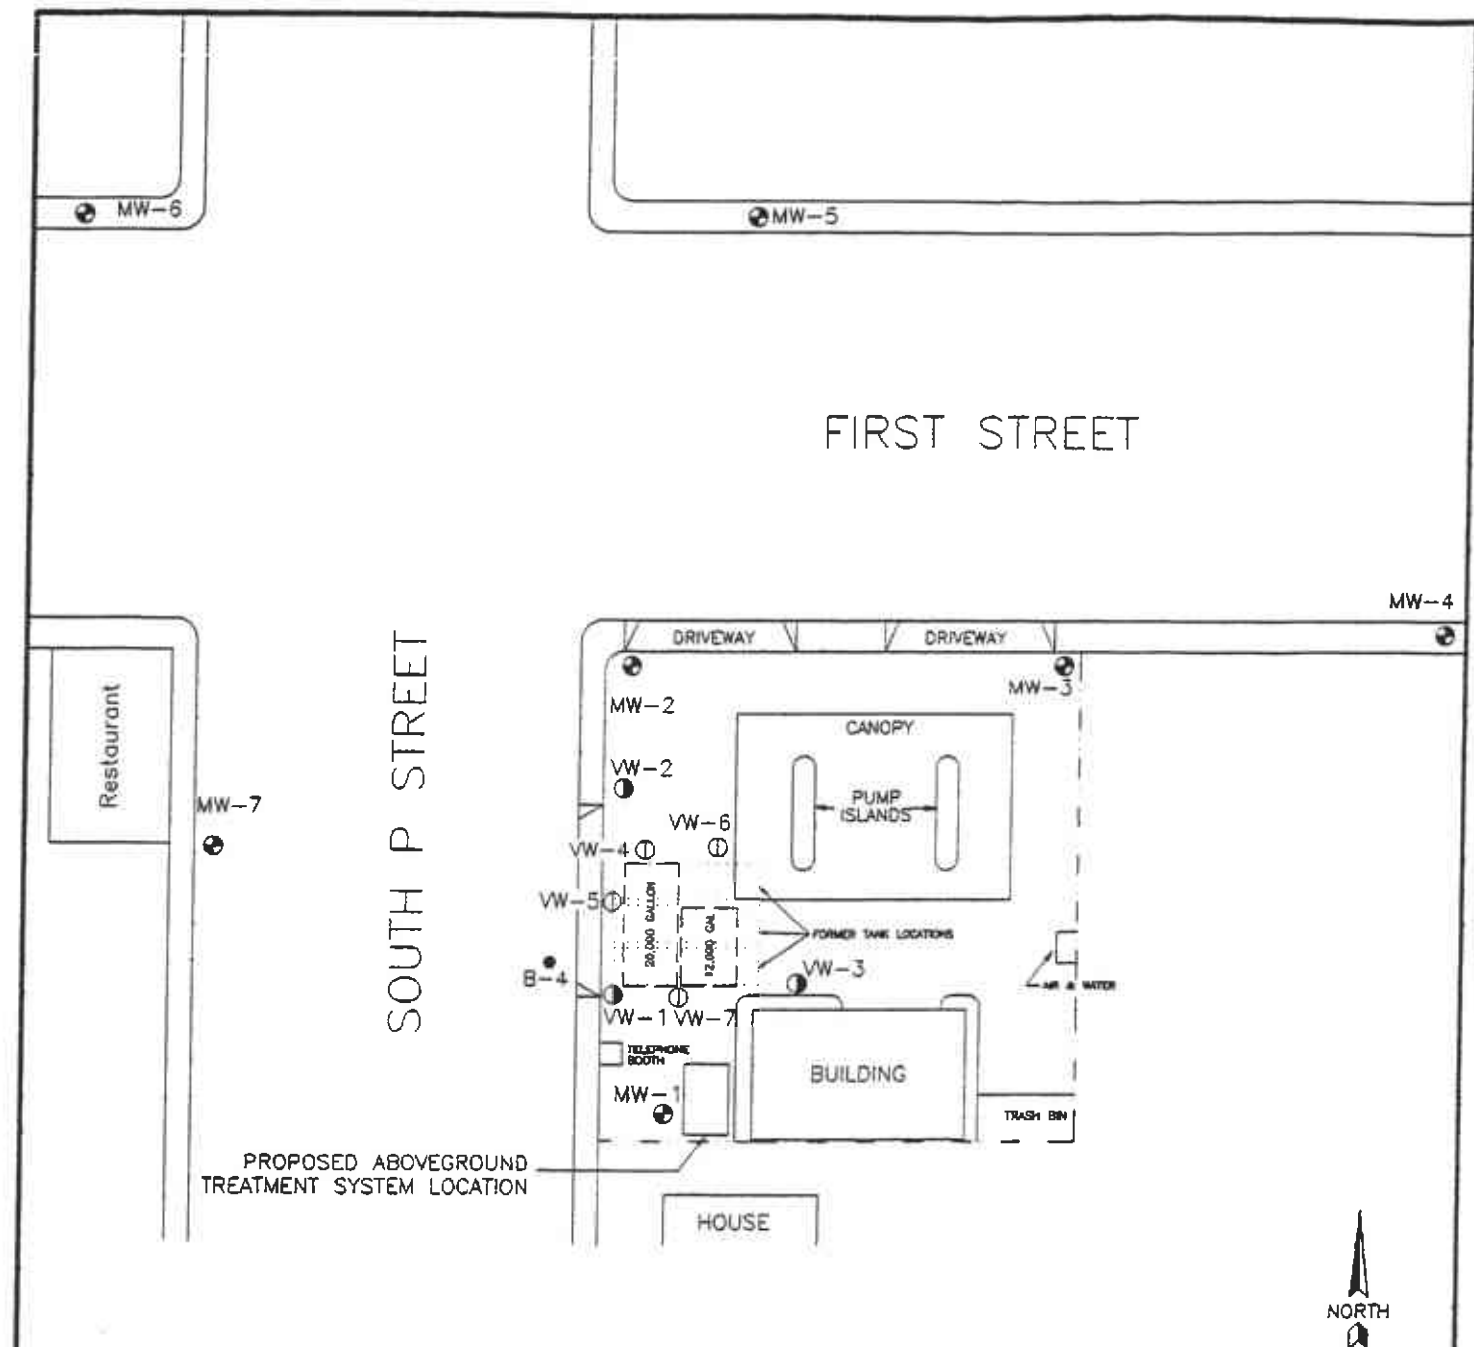 MW-6
MW-5
FIRST STREET
MW-4
DRIVEWAY
DRIVEWAY
MW-3
MW-2
CANOPY
Restaurant
SOUTH P STREET
VW-2
PUMP
ISLANDS
MW-7
VW-6
VW-4
VW-5
20,000 GALLON
12,000 GAL
FORMER TANK LOCATIONS
VW-3
B-4
AIR & WATER
VW-1
VW-7
TELEPHONE
BOOTH
BUILDING
MW-1
TRASH BIN
PROPOSED ABOVEGROUND
TREATMENT SYSTEM LOCATION
HOUSE
NORTH